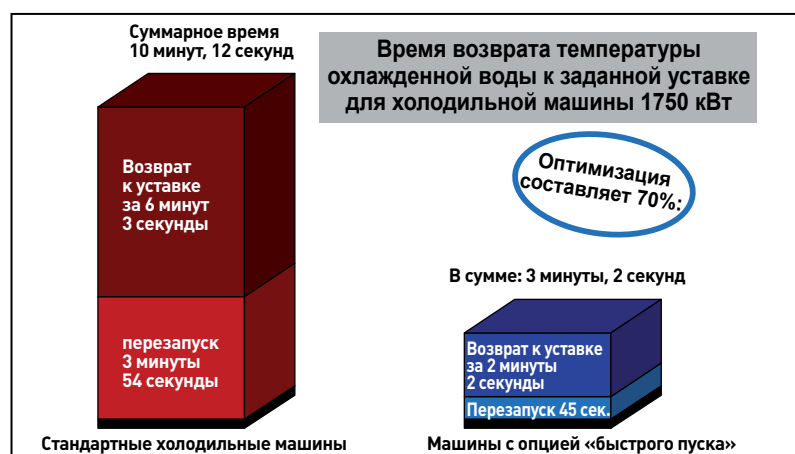 Суммарное время
10 минут, 12 секунд
Время возврата температуры
охлажденной воды к заданной уставке
для холодильной машины 1750 кВт
Возврат
к уставке
за 6 минут
3 секунды
Оптимизация
составляет 70%:
В сумме: 3 минуты, 2 секунд
перезапуск
3 минуты
54 секунды
Возврат к уставке
за 2 минуты
2 секунды
Перезапуск 45 сек.
Стандартные холодильные машины
Машины с опцией «быстрого пуска»